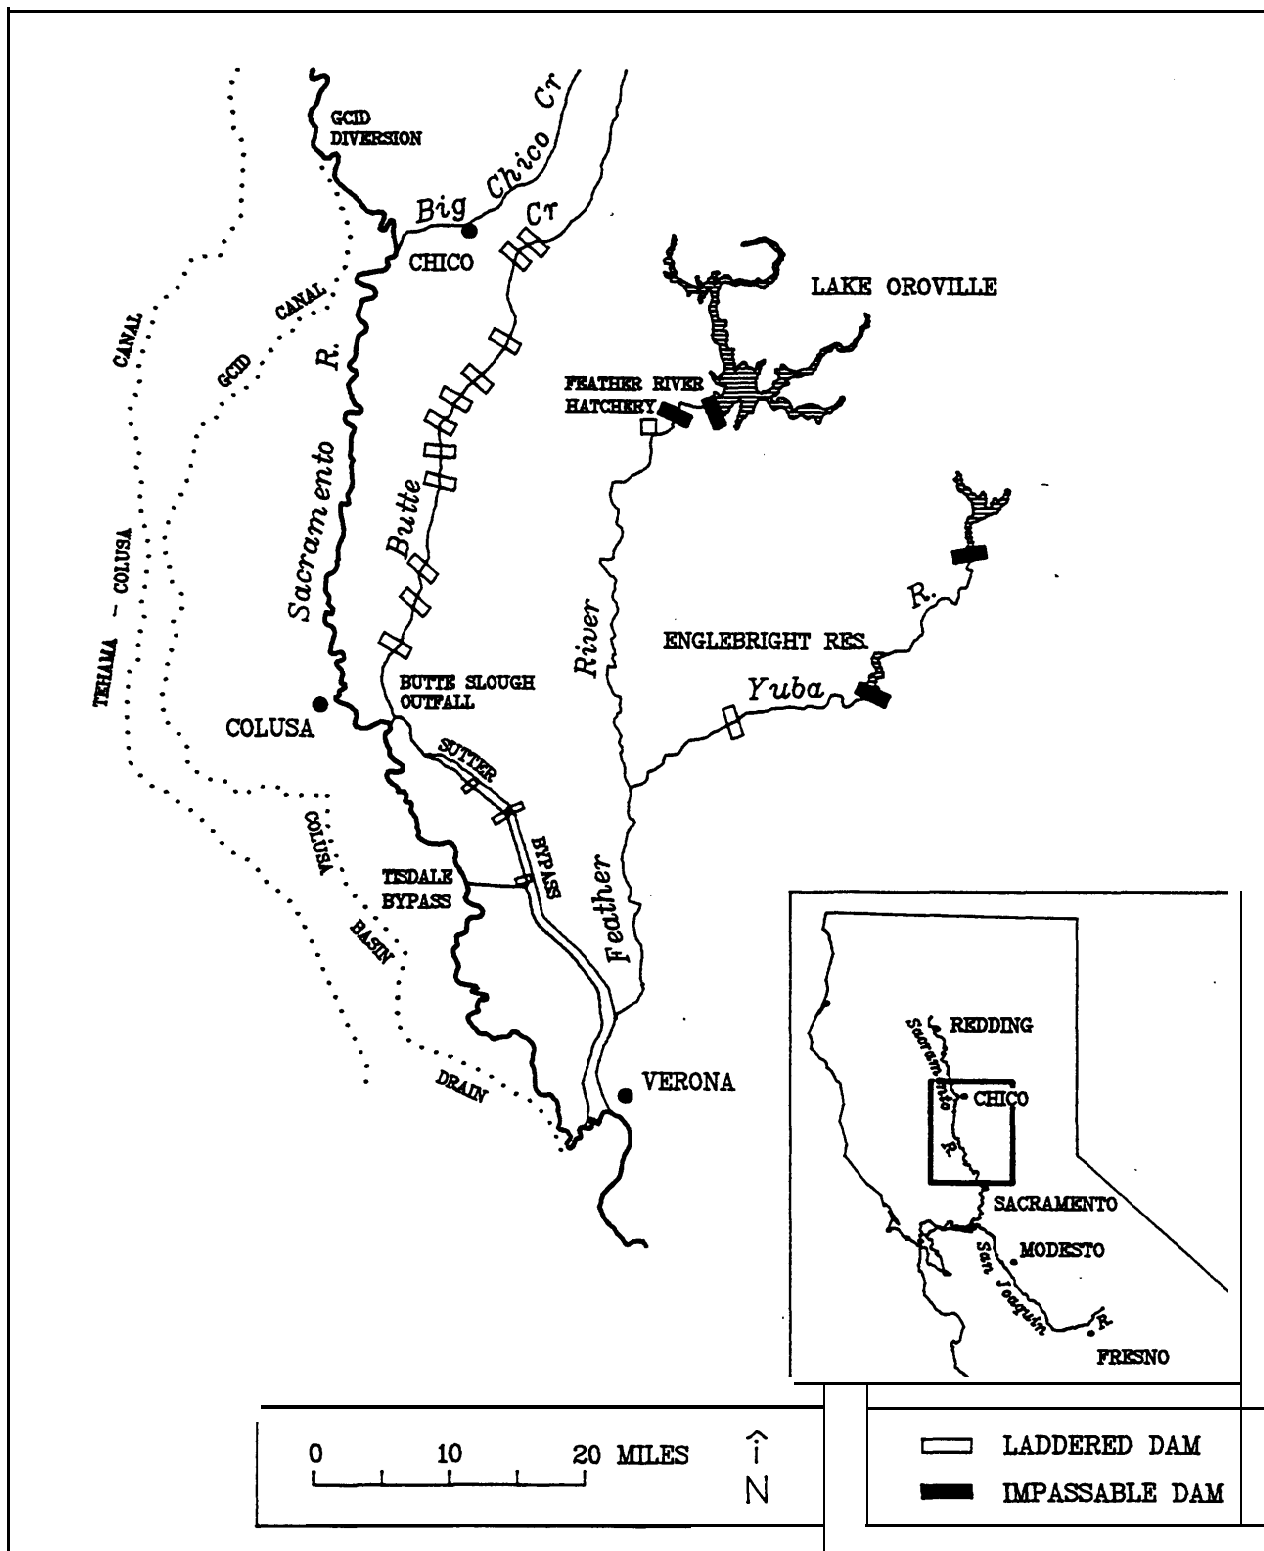 GCID
DIVERSION
Big Chico Cr
CHICO
Butte Cr
LAKE OROVILLE
CANAL
GCID CANAL
Sacramento R.
FEATHER RIVER
HATCHERY
TEHAMA - COLUSA
ENGLEBRIGHT RES.
Yuba R.
COLUSA
BUTTE SLOUGH
OUTFALL
SUTTER
BYPASS
Feather River
COLUSA
BASIN
DRAIN
TISDALE
BYPASS
VERONA
REDDING
Sacramento R.
CHICO
SACRAMENTO
MODESTO
San Joaquin R.
FRESNO
0 10 20 MILES
N
LADDERED DAM
IMPASSABLE DAM